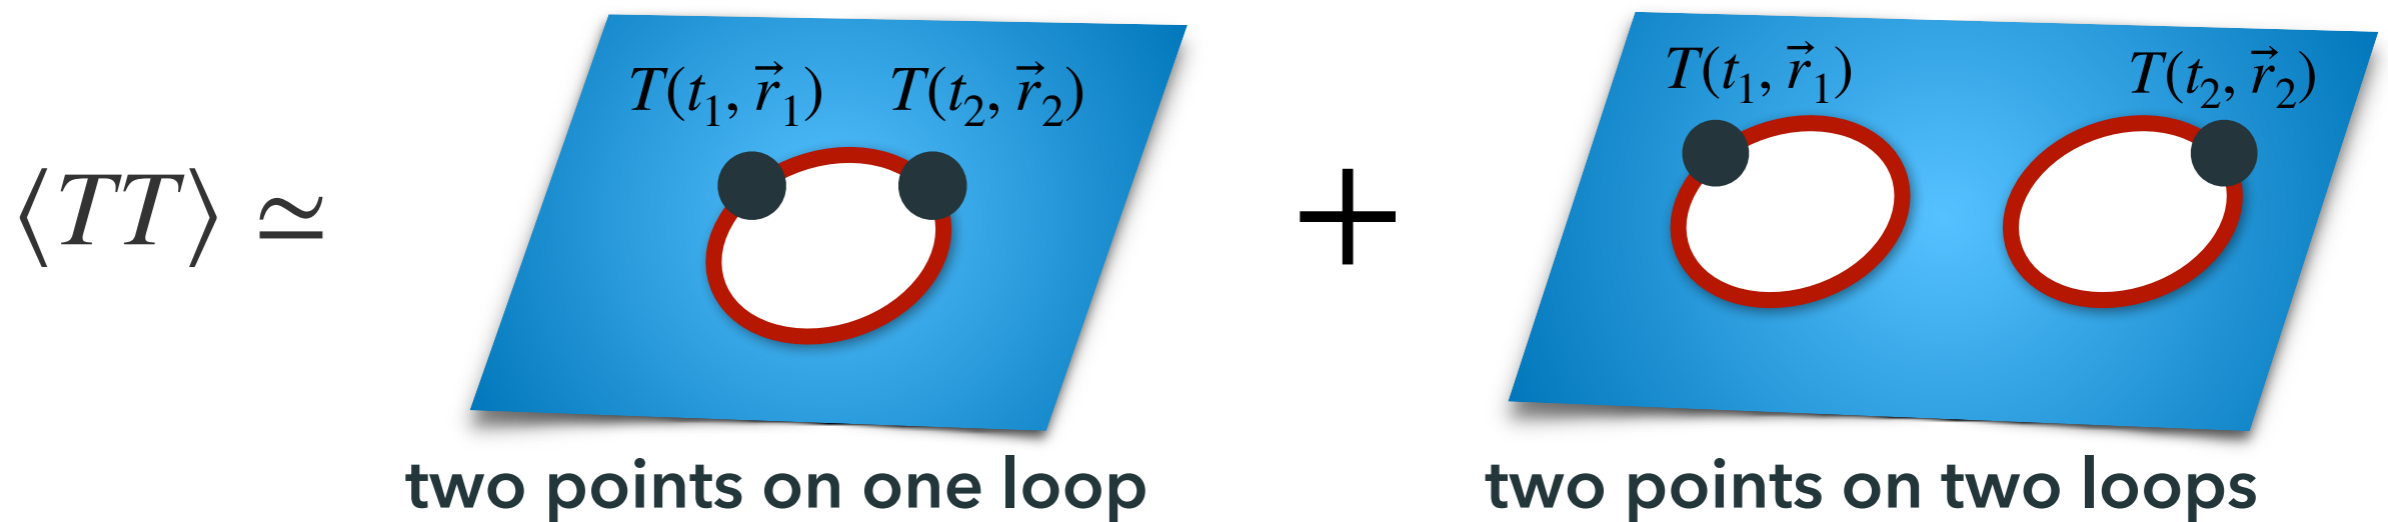 ⟨TT⟩ ≃
T(t₁, r⃗₁) T(t₂, r⃗₂)
+
T(t₁, r⃗₁) T(t₂, r⃗₂)
two points on one loop
two points on two loops